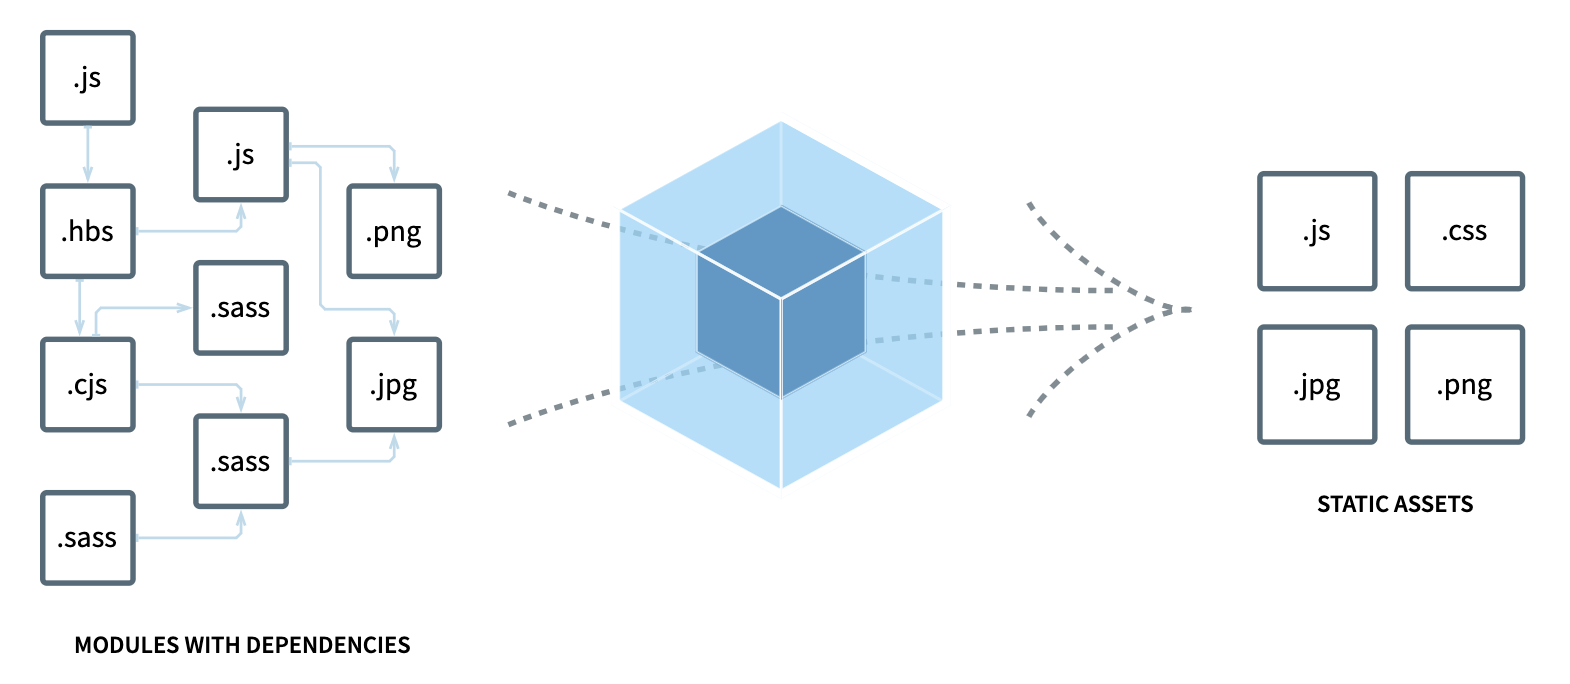 .js
.js
.hbs
.png
.sass
.cjs
.jpg
.sass
.sass
MODULES WITH DEPENDENCIES
.js
.css
.jpg
.png
STATIC ASSETS